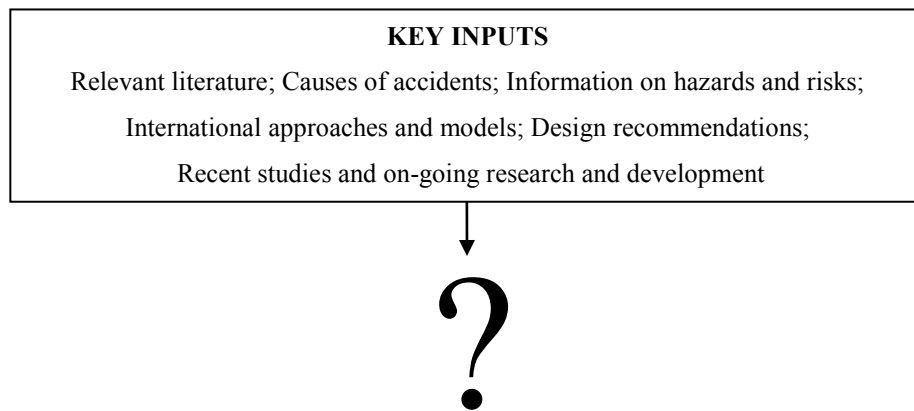 KEY INPUTS
Relevant literature; Causes of accidents; Information on hazards and risks;
International approaches and models; Design recommendations;
Recent studies and on-going research and development
?